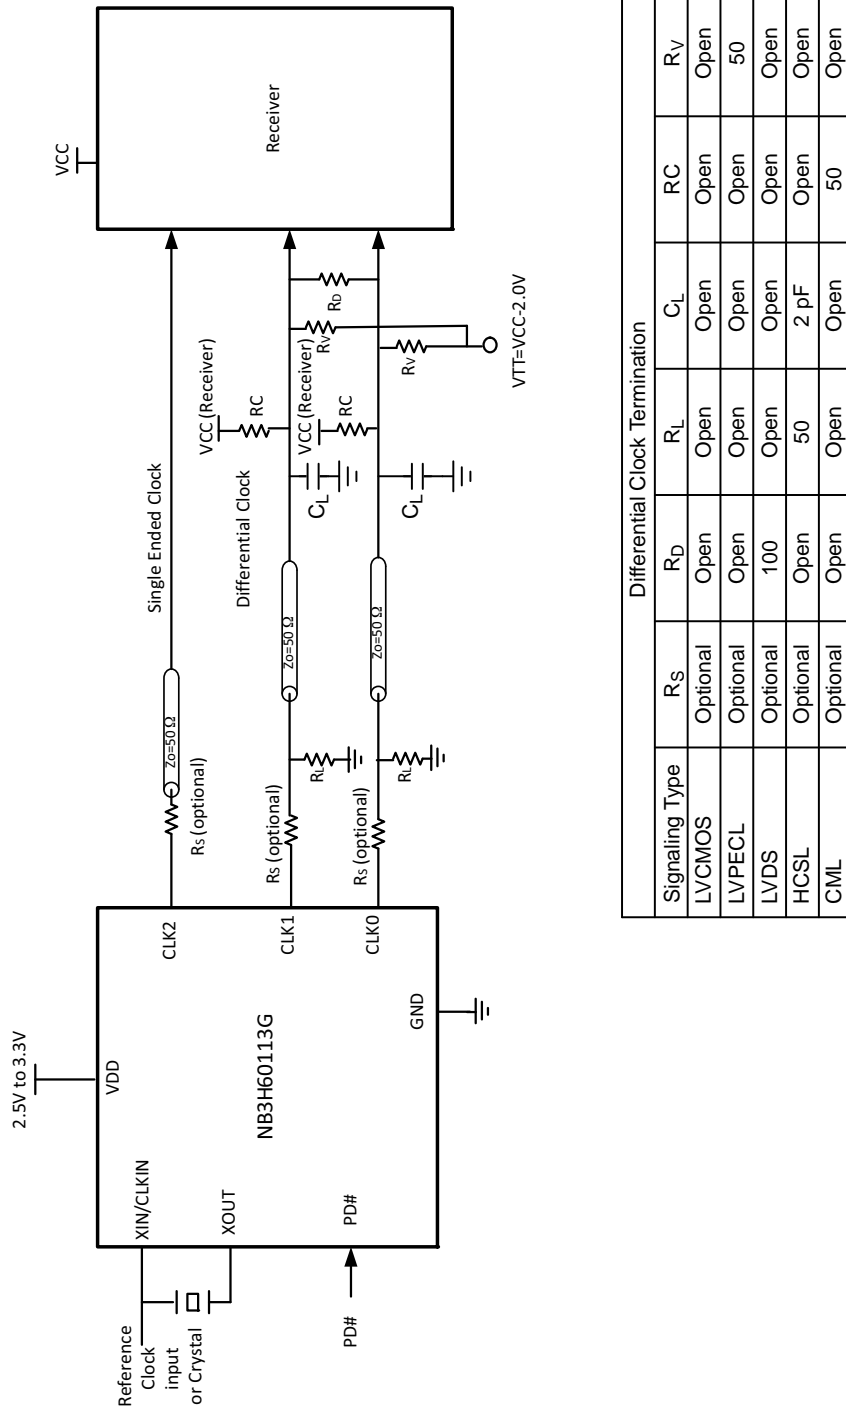 2.5V to 3.3V
VCC
Reference
Clock
input
or Crystal
XIN/CLKIN
XOUT
PD#
PD#
VDD
NB3H60113G
GND
CLK2
CLK1
CLK0
Rs (optional)
Rs (optional)
Rs (optional)
RL
RL
Zo=50 Ω
Zo=50 Ω
Zo=50 Ω
Single Ended Clock
Differential Clock
CL
CL
VCC (Receiver)
RC
VCC (Receiver)
RC
RV
RV
RD
VTT=VCC-2.0V
Receiver
Differential Clock Termination
Signaling Type RS RD RL CL RC RV
LVCMOS Optional Open Open Open Open Open
LVPECL Optional Open Open Open Open 50
LVDS Optional 100 Open Open Open Open
HCSL Optional Open 50 2 pF Open Open
CML Optional Open Open Open 50 Open